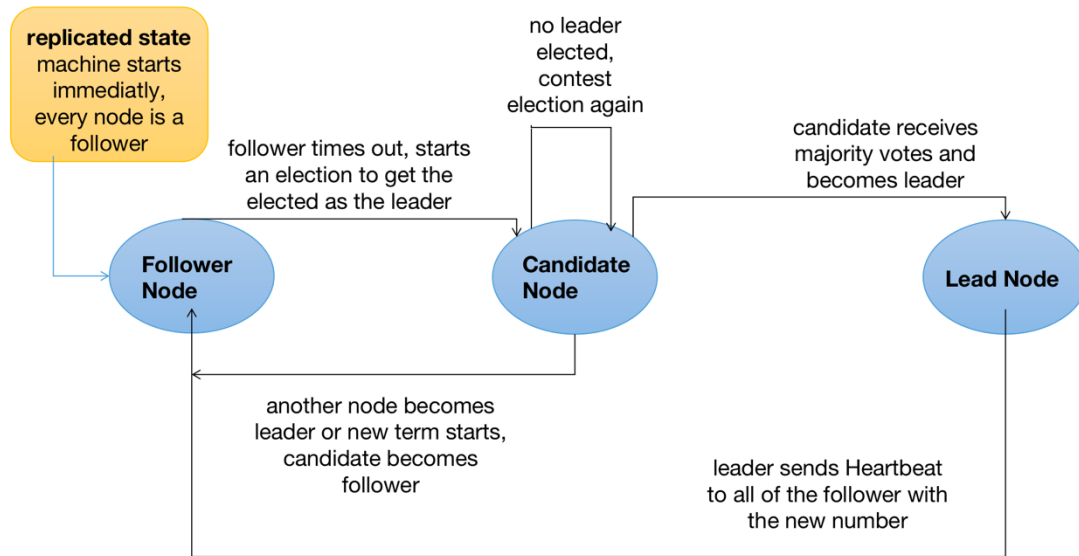 replicated state
machine starts
immediatly,
every node is a
follower
no leader
elected,
contest
election again
follower times out, starts
an election to get the
elected as the leader
candidate receives
majority votes and
becomes leader
Follower
Node
Candidate
Node
Lead Node
another node becomes
leader or new term starts,
candidate becomes
follower
leader sends Heartbeat
to all of the follower with
the new number